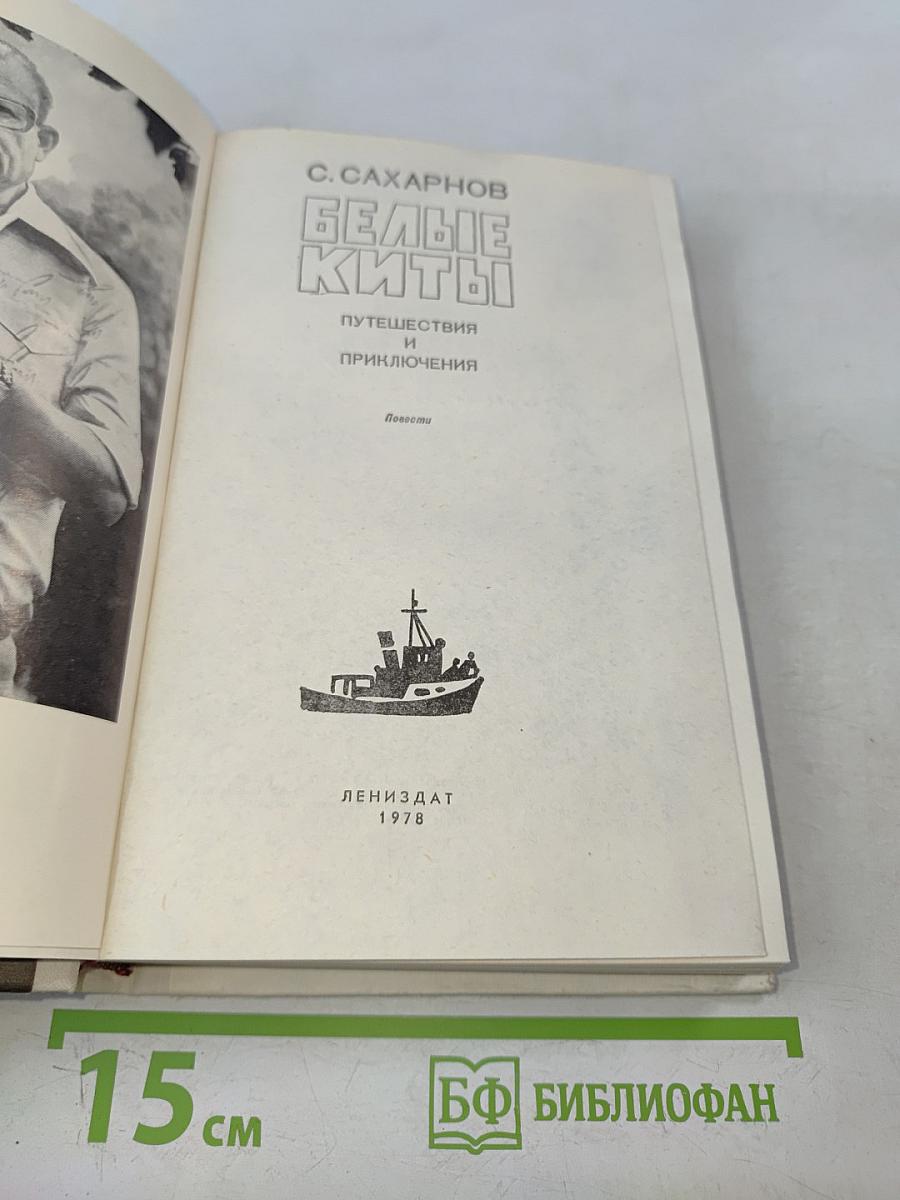 С. САХАРНОВ
БЕЛЫЕ
КИТЫ
ПУТЕШЕСТВИЯ
И
ПРИКЛЮЧЕНИЯ
Повести
ЛЕНИЗДАТ
1978
15 см
БФ БИБЛИОФАН